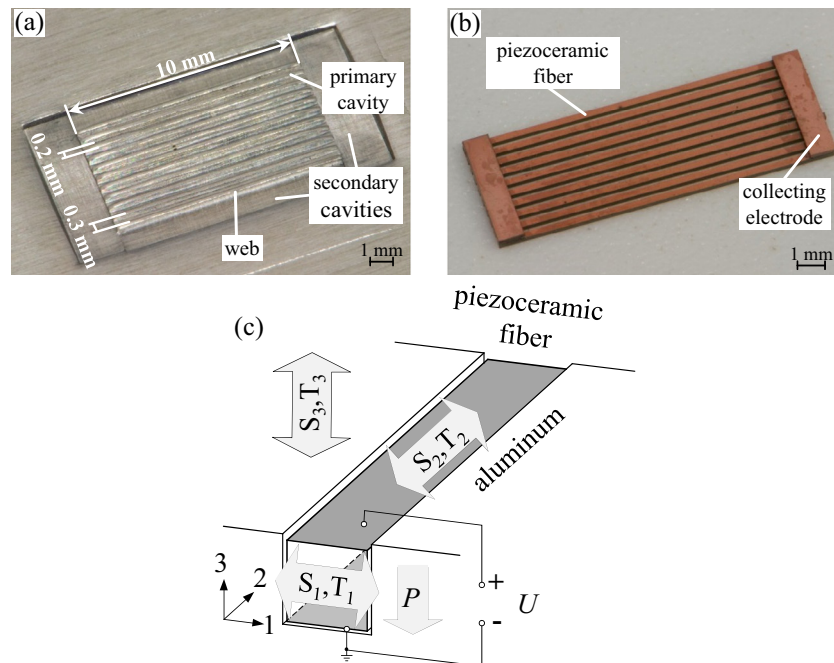 (a)
10 mm
primary
cavity
0.2 mm
0.3 mm
secondary
cavities
web
1 mm
(b)
piezoceramic
fiber
collecting
electrode
1 mm
(c)
piezoceramic
fiber
S3,T3
S2,T2
aluminum
S1,T1
P
+
-
U
3
2
1